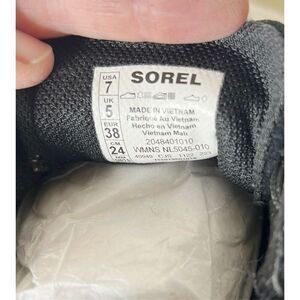 USA 7
UK 5
EUR 38
CM 24
SOREL
MADE IN VIETNAM
Fabriqué Au Vietnam
Hecho en Vietnam
Vietnam Malı
2048401010
WMNS NL5045-010